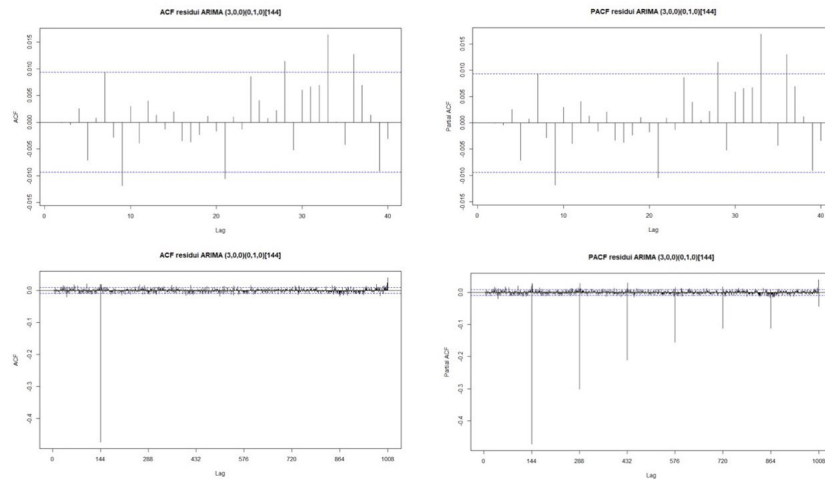 ACF residui ARIMA (3,0,0)(0,1,0)[144]
ACF
0.015
0.010
0.005
0.000
-0.005
-0.010
-0.015
0 10 20 30 40
Lag
PACF residui ARIMA (3,0,0)(0,1,0)[144]
Partial ACF
0.015
0.010
0.005
0.000
-0.005
-0.010
-0.015
0 10 20 30 40
Lag
ACF residui ARIMA (3,0,0)(0,1,0)[144]
ACF
0.0
-0.1
-0.2
-0.3
-0.4
0 144 288 432 576 720 864 1008
Lag
PACF residui ARIMA (3,0,0)(0,1,0)[144]
Partial ACF
0.0
-0.1
-0.2
-0.3
-0.4
0 144 288 432 576 720 864 1008
Lag